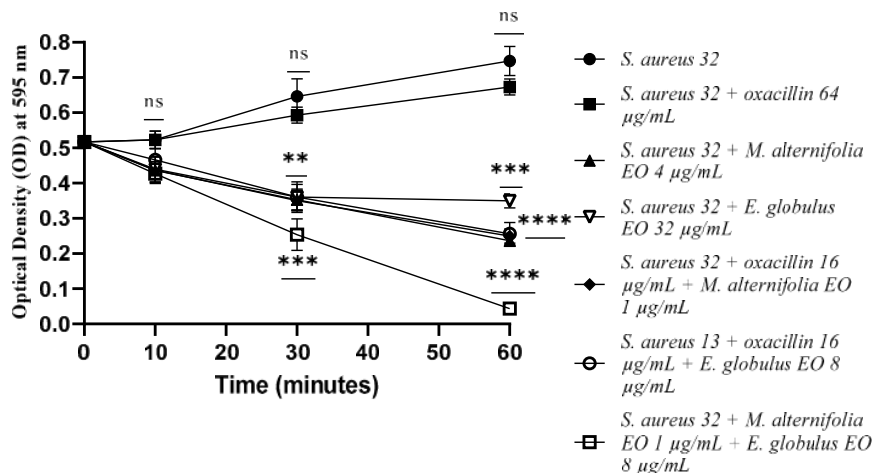 ns
ns
ns
**
***
****
***
****
Optical Density (OD) at 595 nm
0.8
0.7
0.6
0.5
0.4
0.3
0.2
0.1
0.0
0
10
20
30
40
50
60
Time (minutes)
S. aureus 32
S. aureus 32 + oxacillin 64
µg/mL
S. aureus 32 + M. alternifolia
EO 4 µg/mL
S. aureus 32 + E. globulus
EO 32 µg/mL
S. aureus 32 + oxacillin 16
µg/mL + M. alternifolia EO
1 µg/mL
S. aureus 13 + oxacillin 16
µg/mL + E. globulus EO 8
µg/mL
S. aureus 32 + M. alternifolia
EO 1 µg/mL + E. globulus EO
8 µg/mL